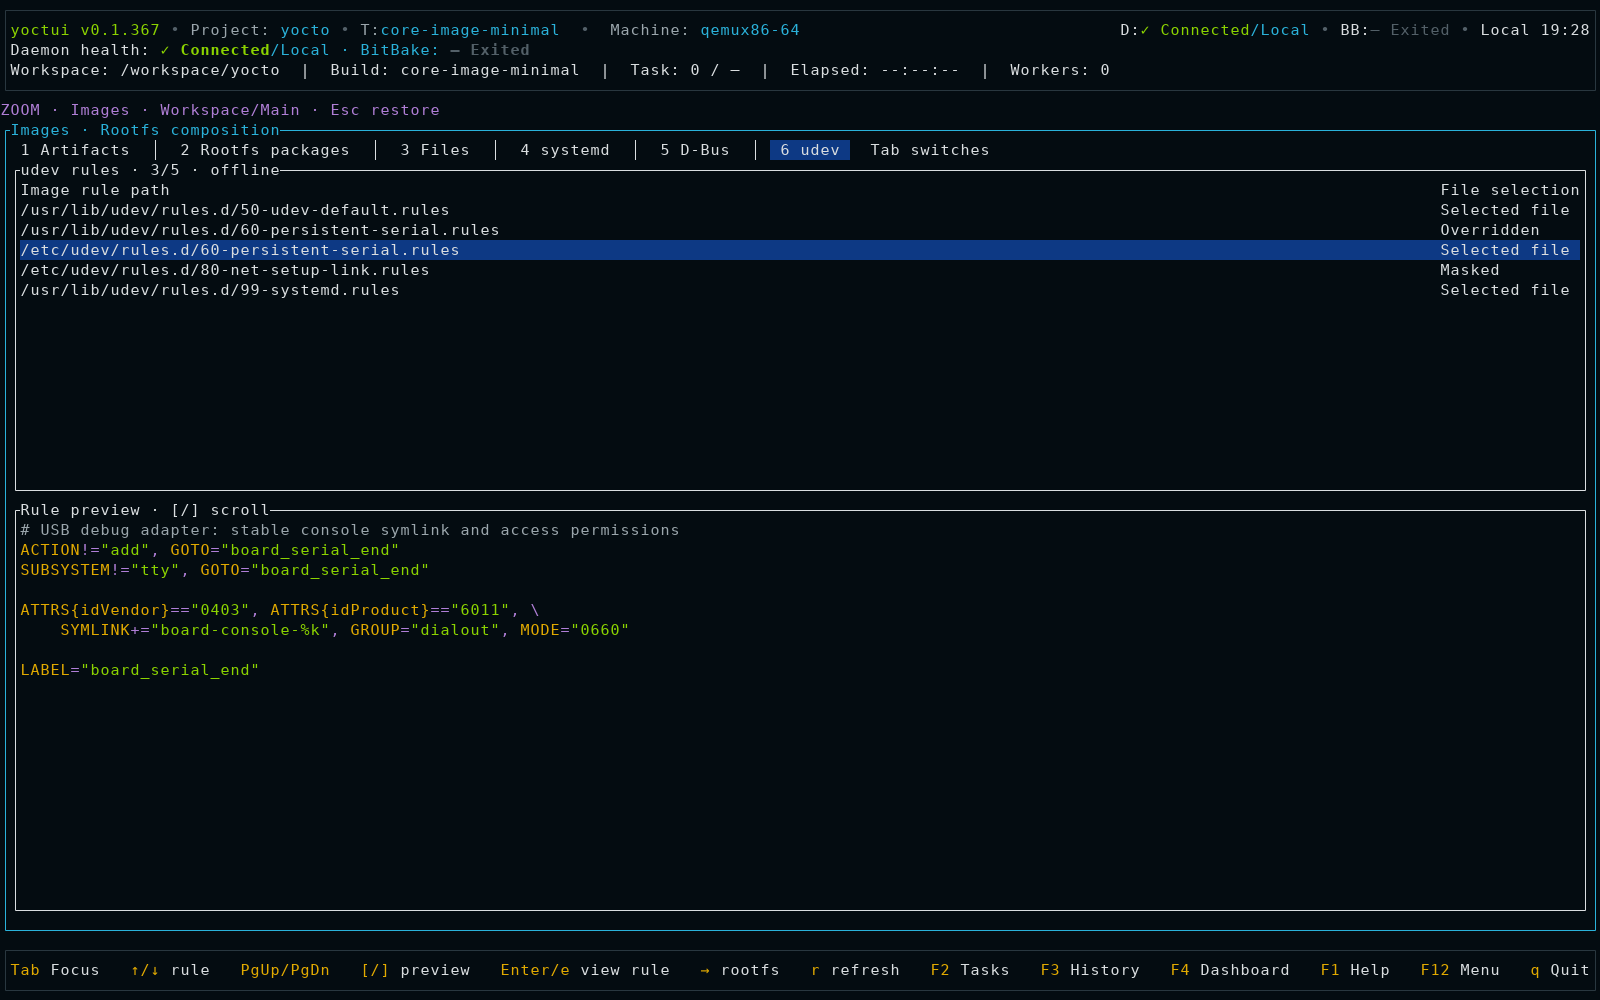 yoctui v0.1.367 • Project: yocto • T:core-image-minimal • Machine: qemux86-64 D:✓ Connected/Local • BB:— Exited • Local 19:28
Daemon health: ✓ Connected/Local · BitBake: — Exited
Workspace: /workspace/yocto | Build: core-image-minimal | Task: 0 / — | Elapsed: --:--:-- | Workers: 0
ZOOM · Images · Workspace/Main · Esc restore
Images · Rootfs composition
1 Artifacts │ 2 Rootfs packages │ 3 Files │ 4 systemd │ 5 D-Bus │ 6 udev Tab switches
udev rules · 3/5 · offline
Image rule path File selection
/usr/lib/udev/rules.d/50-udev-default.rules Selected file
/usr/lib/udev/rules.d/60-persistent-serial.rules Overridden
/etc/udev/rules.d/60-persistent-serial.rules Selected file
/etc/udev/rules.d/80-net-setup-link.rules Masked
/usr/lib/udev/rules.d/99-systemd.rules Selected file
Rule preview · [/] scroll
# USB debug adapter: stable console symlink and access permissions
ACTION!="add", GOTO="board_serial_end"
SUBSYSTEM!="tty", GOTO="board_serial_end"
ATTRS{idVendor}=="0403", ATTRS{idProduct}=="6011", \
SYMLINK+="board-console-%k", GROUP="dialout", MODE="0660"
LABEL="board_serial_end"
Tab Focus ↑/↓ rule PgUp/PgDn [/] preview Enter/e view rule → rootfs r refresh F2 Tasks F3 History F4 Dashboard F1 Help F12 Menu q Quit